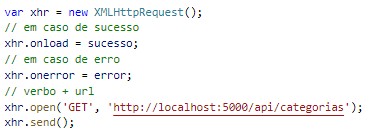 var xhr = new XMLHttpRequest();
// em caso de sucesso
xhr.onload = sucesso;
// em caso de erro
xhr.onerror = error;
// verbo + url
xhr.open('GET', 'http://localhost:5000/api/categorias');
xhr.send();